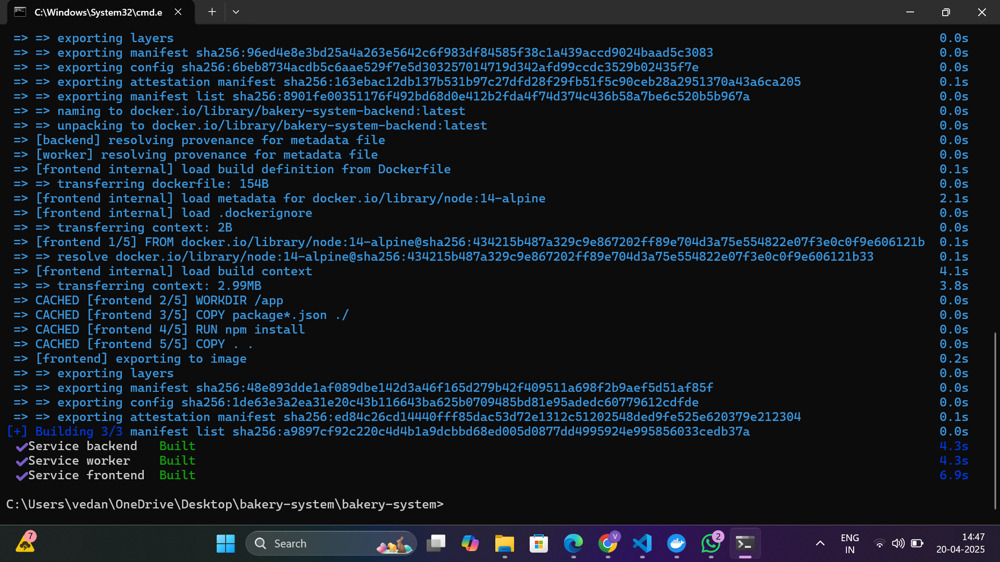 C:\Windows\System32\cmd.e
=> => exporting layers 0.0s
=> => exporting manifest sha256:96ed4e8e3bd25a4a263e5642c6f983df84585f38c1a439accd9024baad5c3083 0.0s
=> => exporting config sha256:6beb8734acdb5c6aae529f7e5d303257014719d342afd99ccdc3529b02435f7e 0.0s
=> => exporting attestation manifest sha256:163ebac12db137b531b97c27dfd28f29fb51f5c90ceb28a2951370a43a6ca205 0.1s
=> => exporting manifest list sha256:8901fe00351176f492bd68d0e412b2fda4f74d374c436b58a7be6c520b5b967a 0.0s
=> => naming to docker.io/library/bakery-system-backend:latest 0.0s
=> => unpacking to docker.io/library/bakery-system-backend:latest 0.0s
=> [backend] resolving provenance for metadata file 0.0s
=> [worker] resolving provenance for metadata file 0.0s
=> [frontend internal] load build definition from Dockerfile 0.1s
=> => transferring dockerfile: 154B 0.0s
=> [frontend internal] load metadata for docker.io/library/node:14-alpine 2.1s
=> [frontend internal] load .dockerignore 0.0s
=> => transferring context: 2B 0.0s
=> [frontend 1/5] FROM docker.io/library/node:14-alpine@sha256:434215b487a329c9e867202ff89e704d3a75e554822e07f3e0c0f9e606121b 0.1s
=> => resolve docker.io/library/node:14-alpine@sha256:434215b487a329c9e867202ff89e704d3a75e554822e07f3e0c0f9e606121b33 0.1s
=> [frontend internal] load build context 4.1s
=> => transferring context: 2.99MB 3.8s
=> CACHED [frontend 2/5] WORKDIR /app 0.0s
=> CACHED [frontend 3/5] COPY package*.json ./ 0.0s
=> CACHED [frontend 4/5] RUN npm install 0.0s
=> CACHED [frontend 5/5] COPY . . 0.0s
=> [frontend] exporting to image 0.2s
=> => exporting layers 0.0s
=> => exporting manifest sha256:48e893dde1af089dbe142d3a46f165d279b42f409511a698f2b9aef5d51af85f 0.0s
=> => exporting config sha256:1de63e3a2ea31e20c43b116643ba625b0709485bd81e95adedc60779612cdfde 0.0s
=> => exporting attestation manifest sha256:ed84c26cd14440fff85dac53d72e1312c51202548ded9fe525e620379e212304 0.1s
[+] Building 3/3 manifest list sha256:a9897cf92c220c4d4b1a9dcbbd68ed005d0877dd4995924e995856033cedb37a 0.0s
✔Service backend Built 4.3s
✔Service worker Built 4.3s
✔Service frontend Built 6.9s
C:\Users\vedan\OneDrive\Desktop\bakery-system\bakery-system>
7
Search
V
2
ENG
IN
14:47
20-04-2025